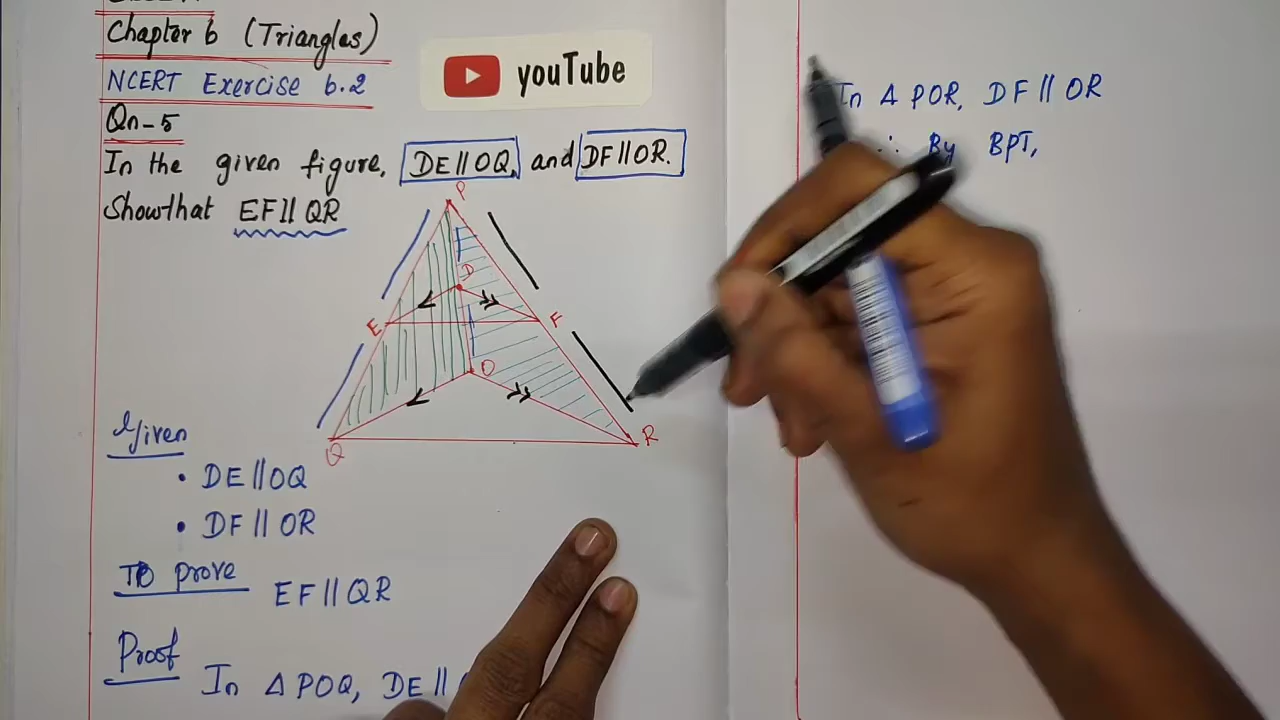 Chapter 6 (Triangles)
NCERT Exercise 6.2
Qn-5
YouTube
In the given figure, DE||OQ, and DF||OR.
Show that EF||QR
P
D
E
F
O
Q
R
Given
• DE||OQ
• DF||OR
To prove EF||QR
Proof In Δ POQ, DE||
In Δ POR, DF||OR
∴ By BPT,